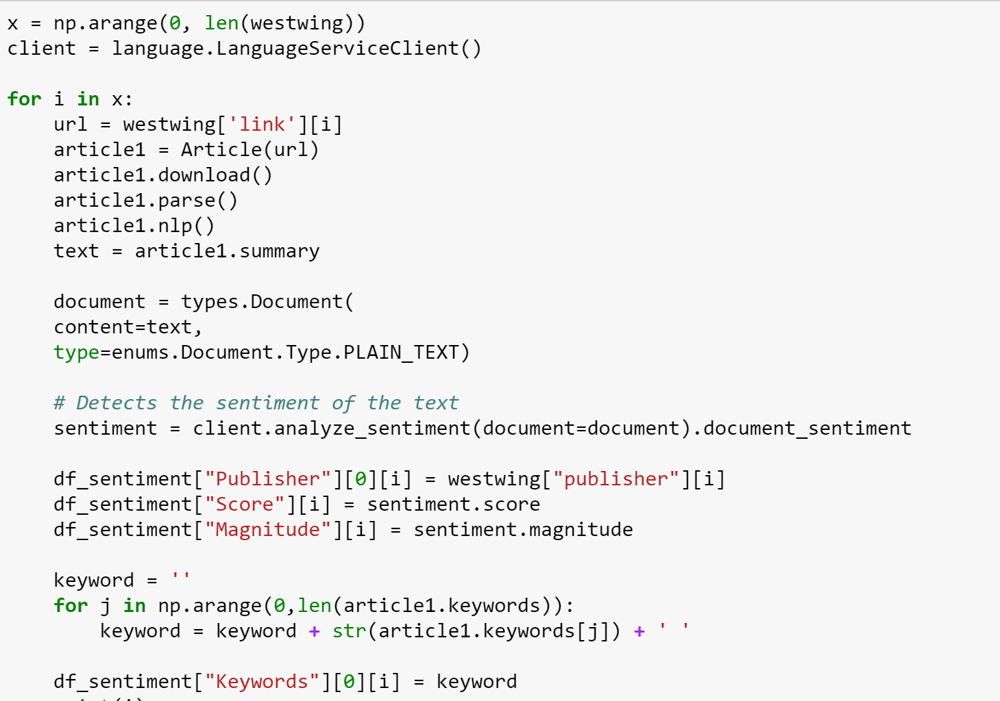 x = np.arange(0, len(westwing))
client = language.LanguageServiceClient()

for i in x:
    url = westwing['link'][i]
    article1 = Article(url)
    article1.download()
    article1.parse()
    article1.nlp()
    text = article1.summary

    document = types.Document(
    content=text,
    type=enums.Document.Type.PLAIN_TEXT)

    # Detects the sentiment of the text
    sentiment = client.analyze_sentiment(document=document).document_sentiment

    df_sentiment["Publisher"][0][i] = westwing["publisher"][i]
    df_sentiment["Score"][i] = sentiment.score
    df_sentiment["Magnitude"][i] = sentiment.magnitude

    keyword = ''
    for j in np.arange(0,len(article1.keywords)):
        keyword = keyword + str(article1.keywords[j]) + ' '

    df_sentiment["Keywords"][0][i] = keyword